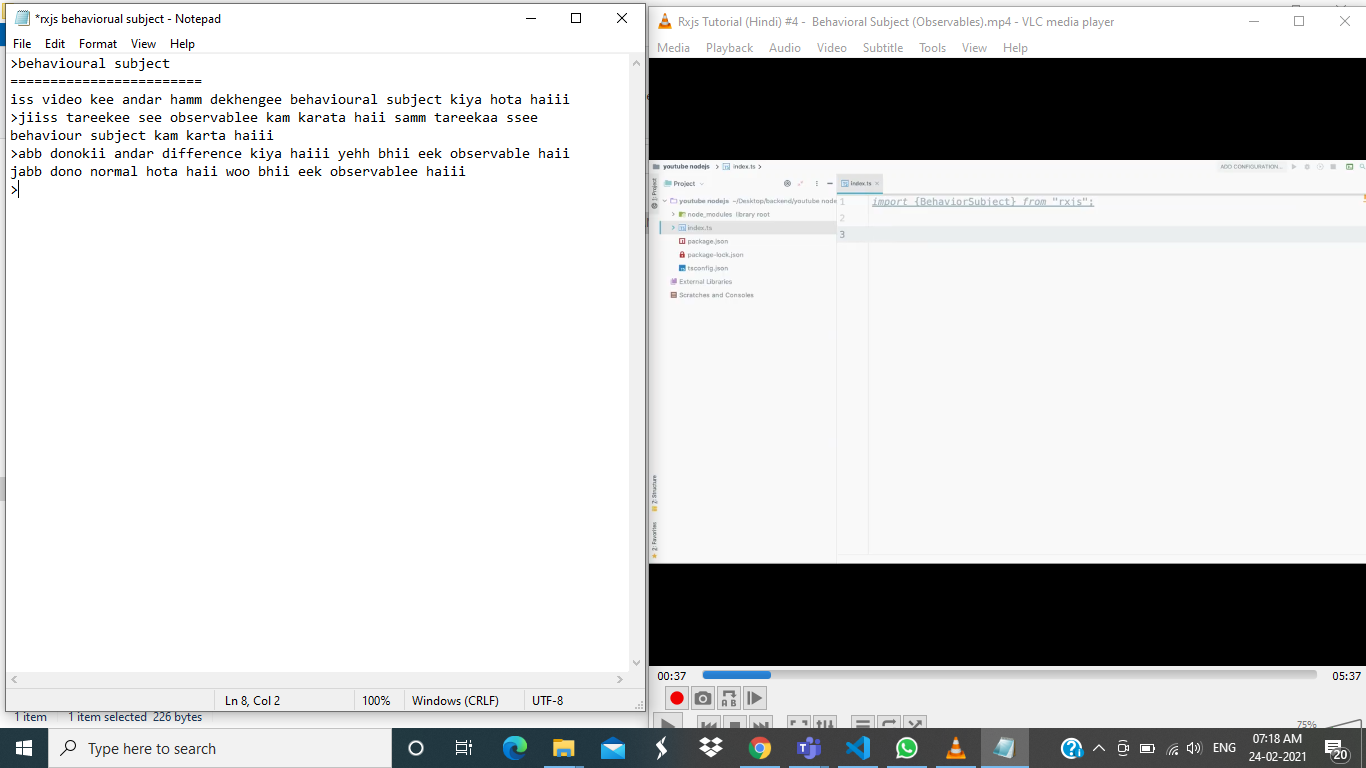 *rxjs behaviorual subject - Notepad
File Edit Format View Help
>behavioural subject
========================
iss video kee andar hamm dekhengee behavioural subject kiya hota haiii
>jiiss tareekee see observablee kam karata haii samm tareekaa ssee
behaviour subject kam karta haiii
>abb donokii andar difference kiya haiii yehh bhii eek observable haii
jabb dono normal hota haii woo bhii eek observablee haiii
>
Ln 8, Col 2 100% Windows (CRLF) UTF-8
1 item 1 item selected 226 bytes
Rxjs Tutorial (Hindi) #4 - Behavioral Subject (Observables).mp4 - VLC media player
Media Playback Audio Video Subtitle Tools View Help
youtube nodejs index.ts
ADD CONFIGURATION...
Project
index.ts
1: Project
youtube nodejs ~/Desktop/backend/youtube node
node_modules library root
index.ts
package.json
package-lock.json
tsconfig.json
External Libraries
Scratches and Consoles
1 import {BehaviorSubject} from "rxjs";
2
3
Z: Structure
2: Favorites
00:37 05:37
A B
75%
Type here to search
ENG
07:18 AM
24-02-2021
20